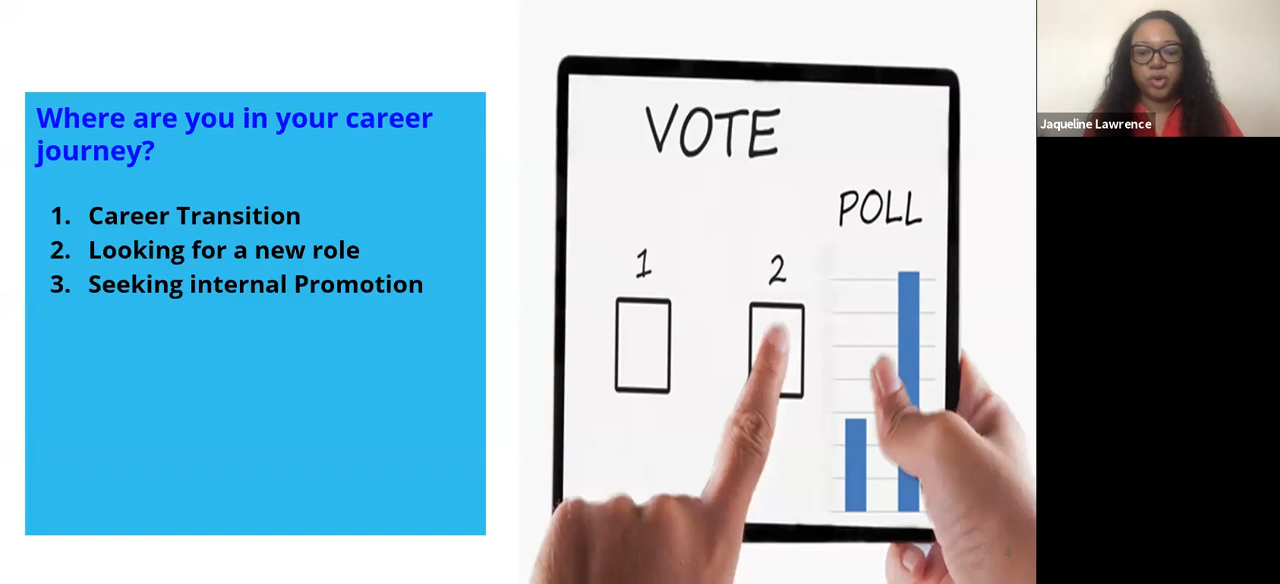 Where are you in your career
journey?
1. Career Transition
2. Looking for a new role
3. Seeking internal Promotion
VOTE
POLL
1
2
Jaqueline Lawrence